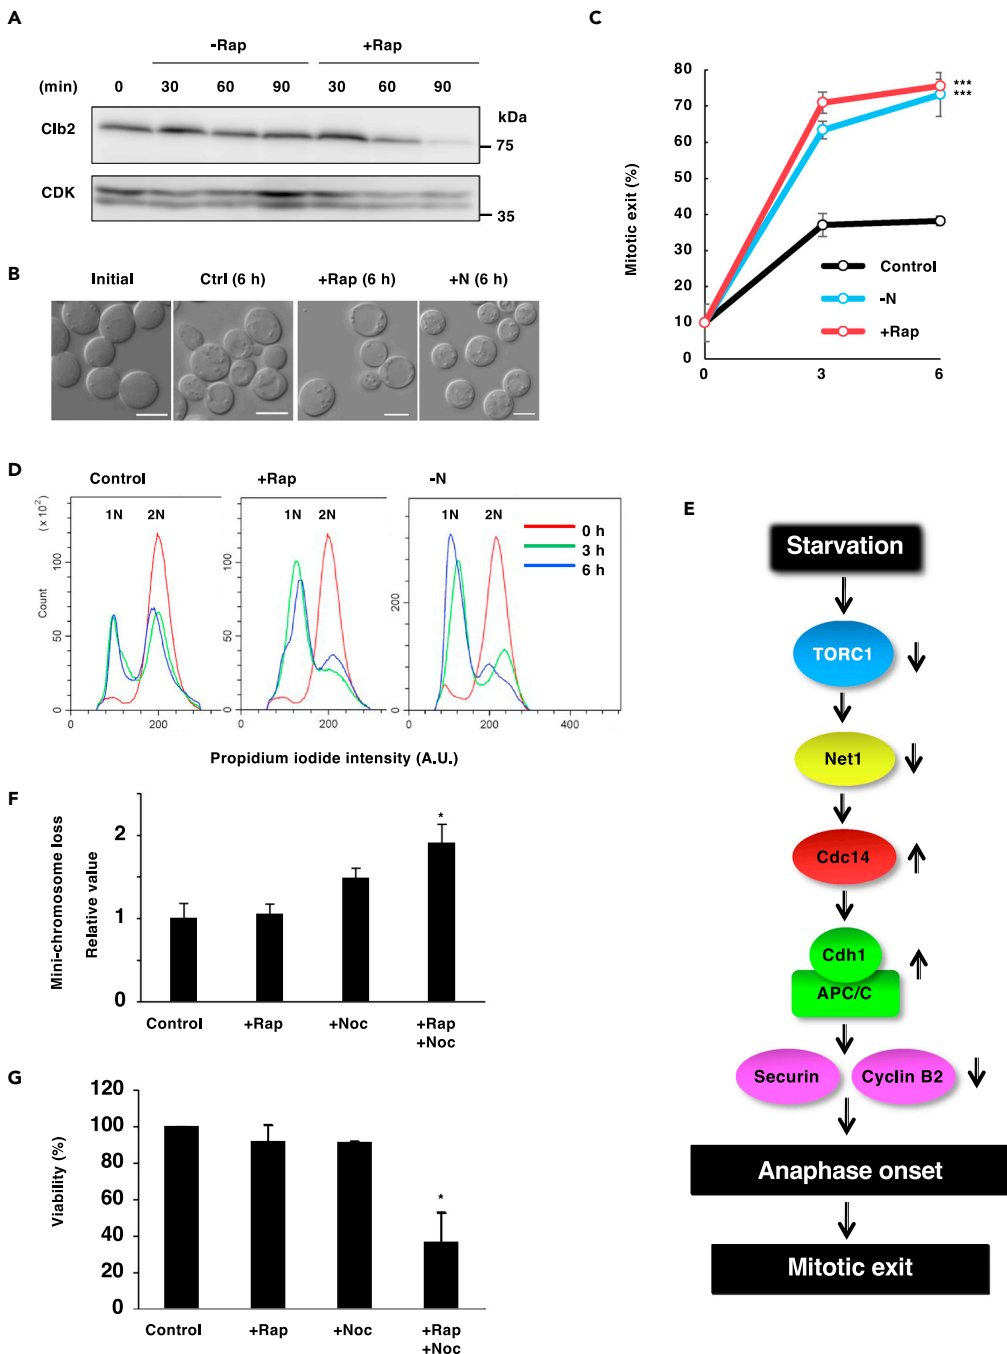 A
-Rap +Rap
(min) 0 30 60 90 30 60 90
kDa
Clb2
75
CDK
35
B
Initial Ctrl (6 h) +Rap (6 h) +N (6 h)
C
Mitotic exit (%)
80
70
60
50
40
30
20
10
0
0 3 6
***
***
Control
-N
+Rap
D
Control +Rap -N
(x 10²)
Count
100
50
0
200
0
1N 2N 1N 2N 1N 2N
0 h
3 h
6 h
0 200 200 0 200 400
Propidium iodide intensity (A.U.)
E
Starvation
TORC1
Net1
Cdc14
Cdh1
APC/C
Securin Cyclin B2
Anaphase onset
Mitotic exit
F
Mini-chromosome loss
Relative value
2
1
0
*
Control +Rap +Noc +Rap
+Noc
G
Viability (%)
120
100
80
60
40
20
0
*
Control +Rap +Noc +Rap
+Noc